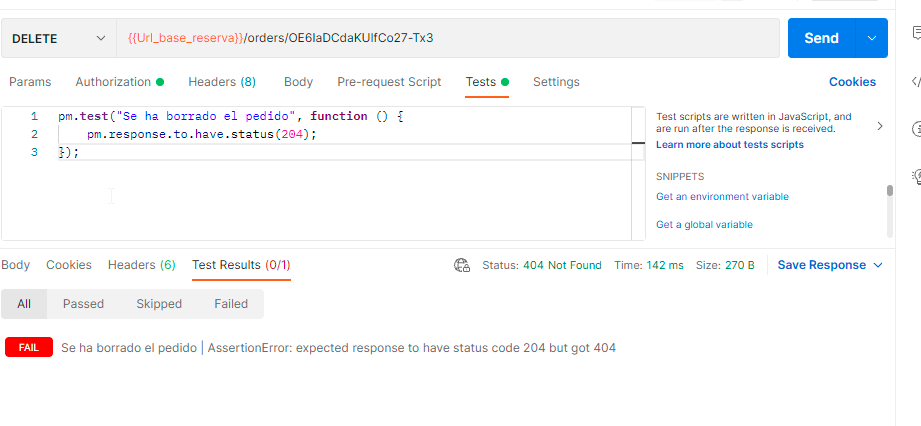 DELETE {{Url_base_reserva}}/orders/OE6IaDCdaKUIfCo27-Tx3 Send
Params Authorization Headers (8) Body Pre-request Script Tests Settings Cookies
1 pm.test("Se ha borrado el pedido", function () {
2 pm.response.to.have.status(204);
3 });
Test scripts are written in JavaScript, and
are run after the response is received.
Learn more about tests scripts
SNIPPETS
Get an environment variable
Get a global variable
Body Cookies Headers (6) Test Results (0/1) Status: 404 Not Found Time: 142 ms Size: 270 B Save Response
All Passed Skipped Failed
FAIL Se ha borrado el pedido | AssertionError: expected response to have status code 204 but got 404